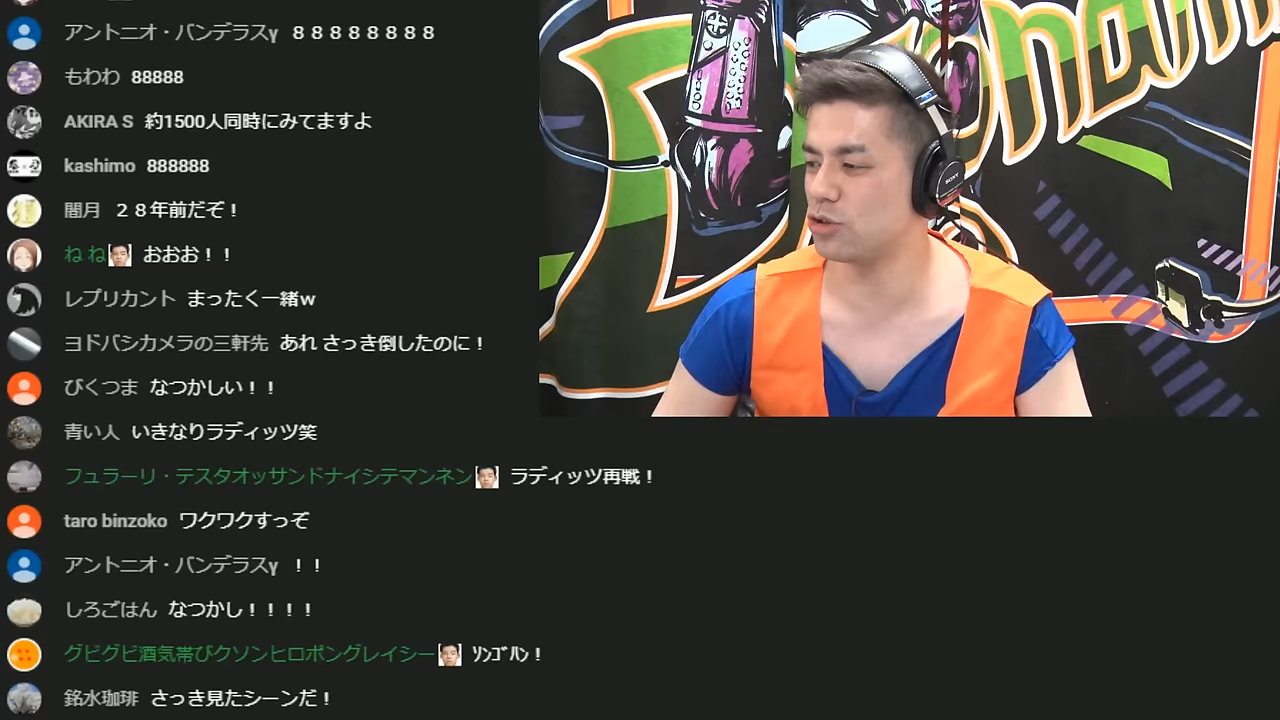 アントニオ・バンデラスγ ８８８８８８８８
もわわ 88888
AKIRA S 約1500人同時にみてますよ
kashimo 888888
闇月 ２８年前だぞ！
ね ね おおお！！
レプリカント まったく一緒ｗ
ヨドバシカメラの三軒先 あれ さっき倒したのに！
びくつま なつかしい！！
青い人 いきなりラディッツ笑
フュラーリ・テスタオッサンドナイシテマンネン ラディッツ再戦！
taro binzoko ワクワクすっぞ
アントニオ・バンデラスγ ！！
しろごはん なつかし！！！！
グビグビ酒気帯びクソンヒロポングレイシー ｿﾝｺﾞﾊﾝ！
銘水珈琲 さっき見たシーンだ！
SONY